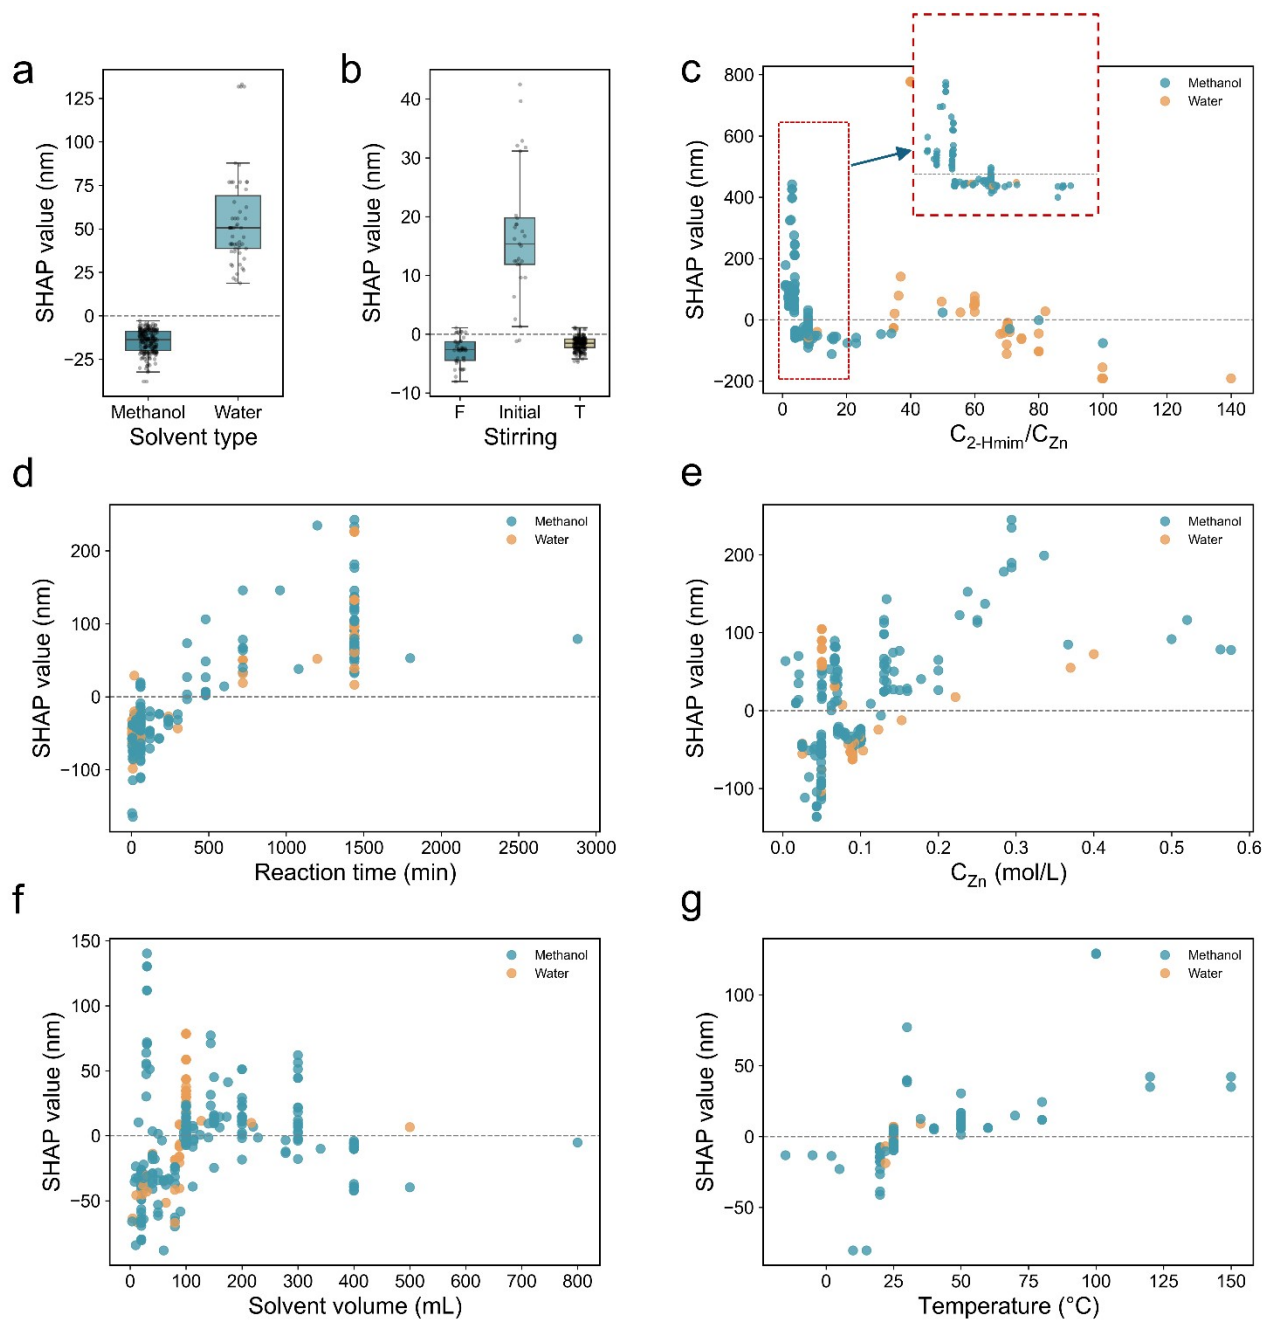 a
SHAP value (nm)
125
100
75
50
25
0
−25
Methanol
Water
Solvent type
b
SHAP value (nm)
40
30
20
10
0
−10
F
Initial
T
Stirring
c
SHAP value (nm)
800
600
400
200
0
−200
Methanol
Water
0
20
40
60
80
100
120
140
C2-Hmim/CZn
d
SHAP value (nm)
200
100
0
−100
Methanol
Water
0
500
1000
1500
2000
2500
3000
Reaction time (min)
e
SHAP value (nm)
200
100
0
−100
Methanol
Water
0.0
0.1
0.2
0.3
0.4
0.5
0.6
CZn (mol/L)
f
SHAP value (nm)
150
100
50
0
−50
Methanol
Water
0
100
200
300
400
500
600
700
800
Solvent volume (mL)
g
SHAP value (nm)
100
50
0
−50
Methanol
Water
0
25
50
75
100
125
150
Temperature (°C)